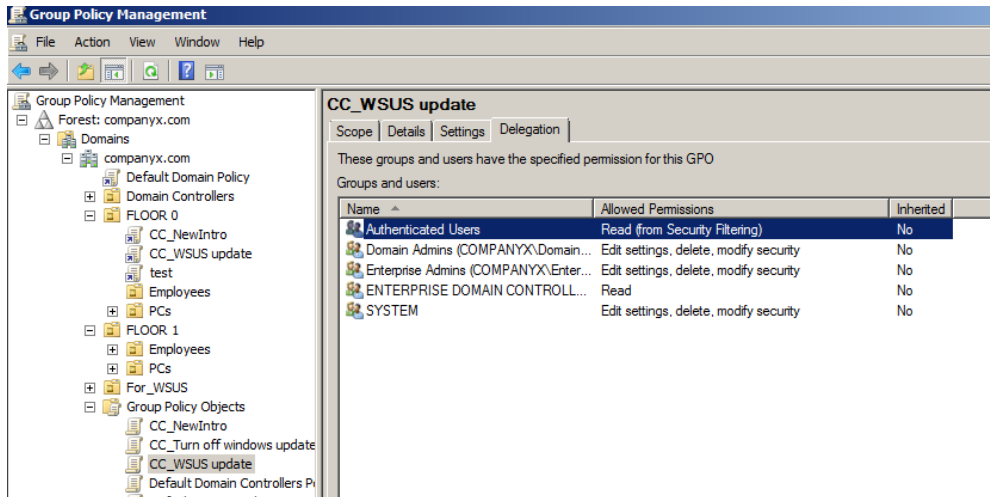 Group Policy Management
File Action View Window Help
Group Policy Management
Forest: companyx.com
Domains
companyx.com
Default Domain Policy
Domain Controllers
FLOOR 0
CC_NewIntro
CC_WSUS update
test
Employees
PCs
FLOOR 1
Employees
PCs
For_WSUS
Group Policy Objects
CC_NewIntro
CC_Turn off windows update
CC_WSUS update
Default Domain Controllers
CC_WSUS update
Scope Details Settings Delegation
These groups and users have the specified permission for this GPO
Groups and users:
Name Allowed Permissions Inherited
Authenticated Users Read (from Security Filtering) No
Domain Admins (COMPANYX\Domain... Edit settings, delete, modify security No
Enterprise Admins (COMPANYX\Enter... Edit settings, delete, modify security No
ENTERPRISE DOMAIN CONTROLL... Read No
SYSTEM Edit settings, delete, modify security No